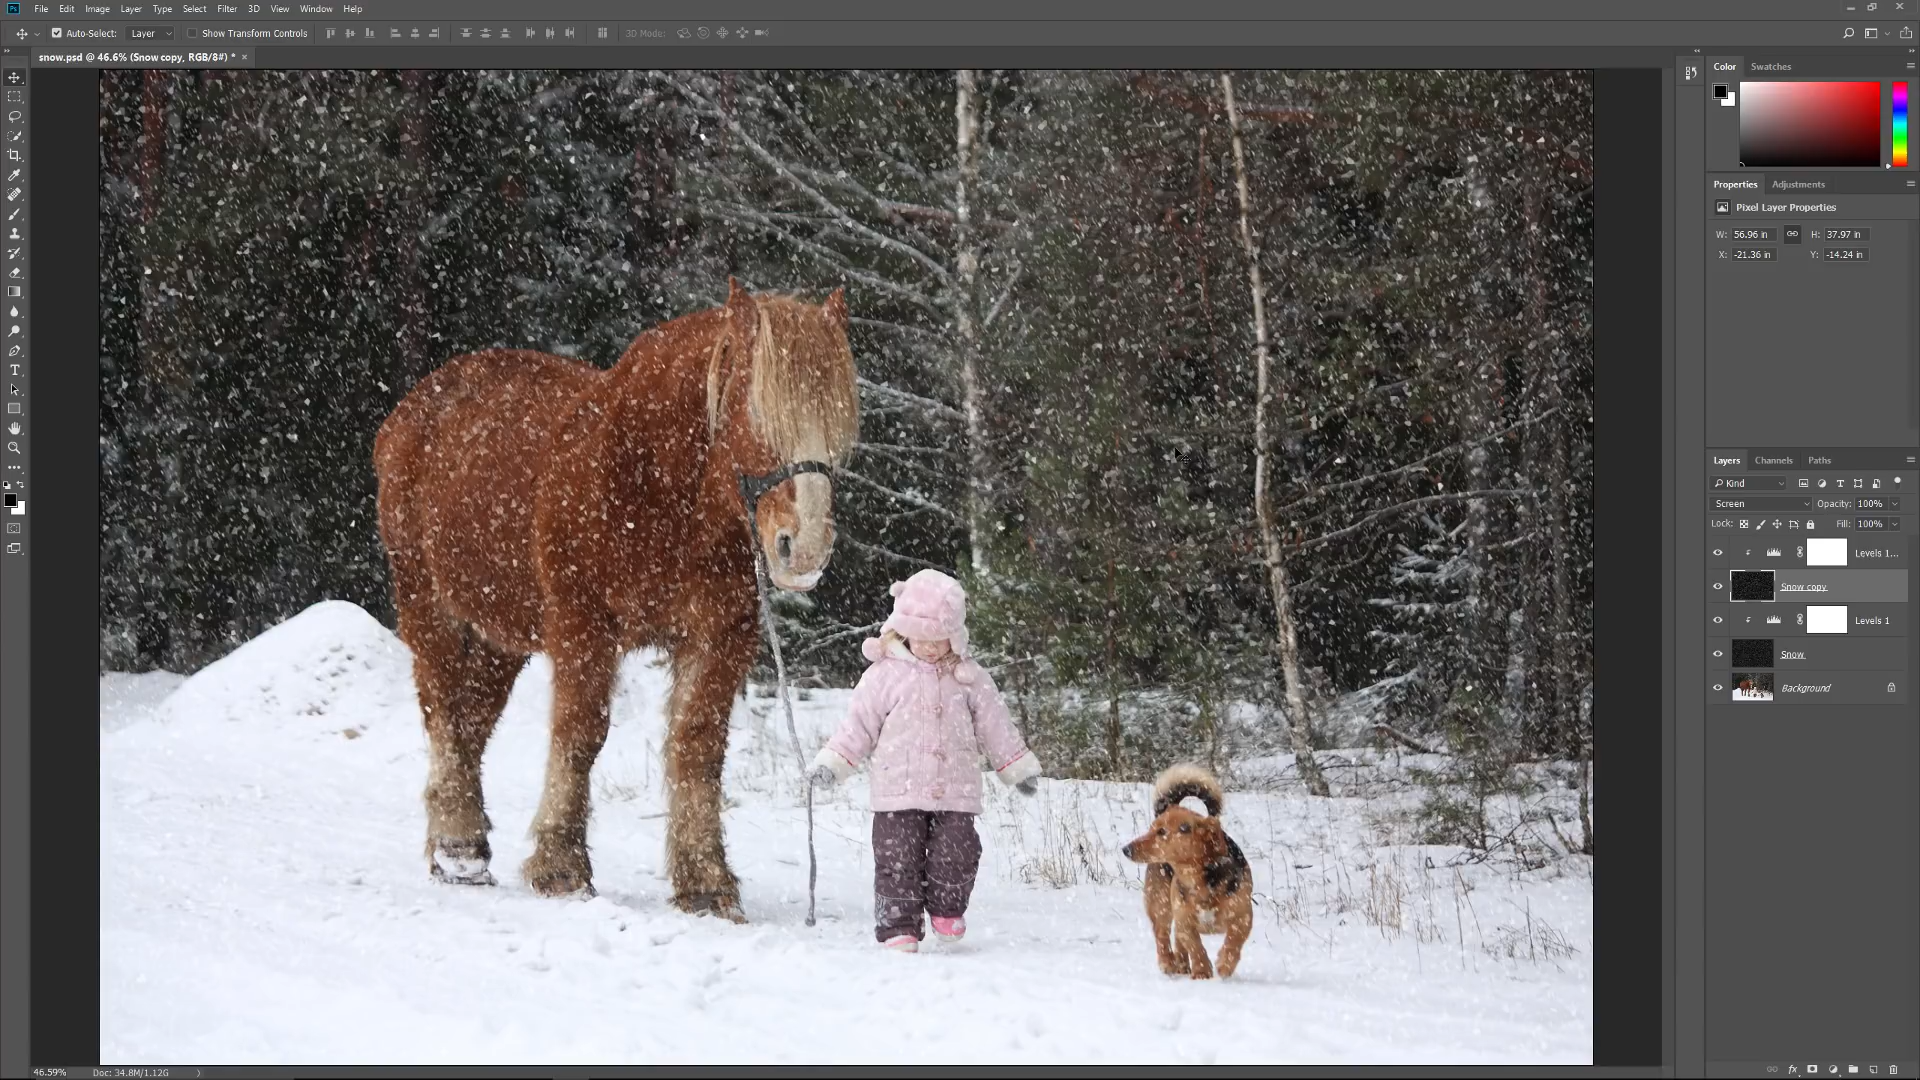 Ps File Edit Image Layer Type Select Filter 3D View Window Help
Auto-Select: Layer Show Transform Controls 3D Mode:
snow.psd @ 46.6% (Snow copy, RGB/8#) * ×
Color Swatches
Properties Adjustments
Pixel Layer Properties
W: 56.96 in H: 37.97 in
X: -21.36 in Y: -14.24 in
Layers Channels Paths
Kind
Screen Opacity: 100%
Lock: Fill: 100%
Levels 1...
Snow copy
Levels 1
Snow
Background
46.59% Doc: 34.8M/1.12G